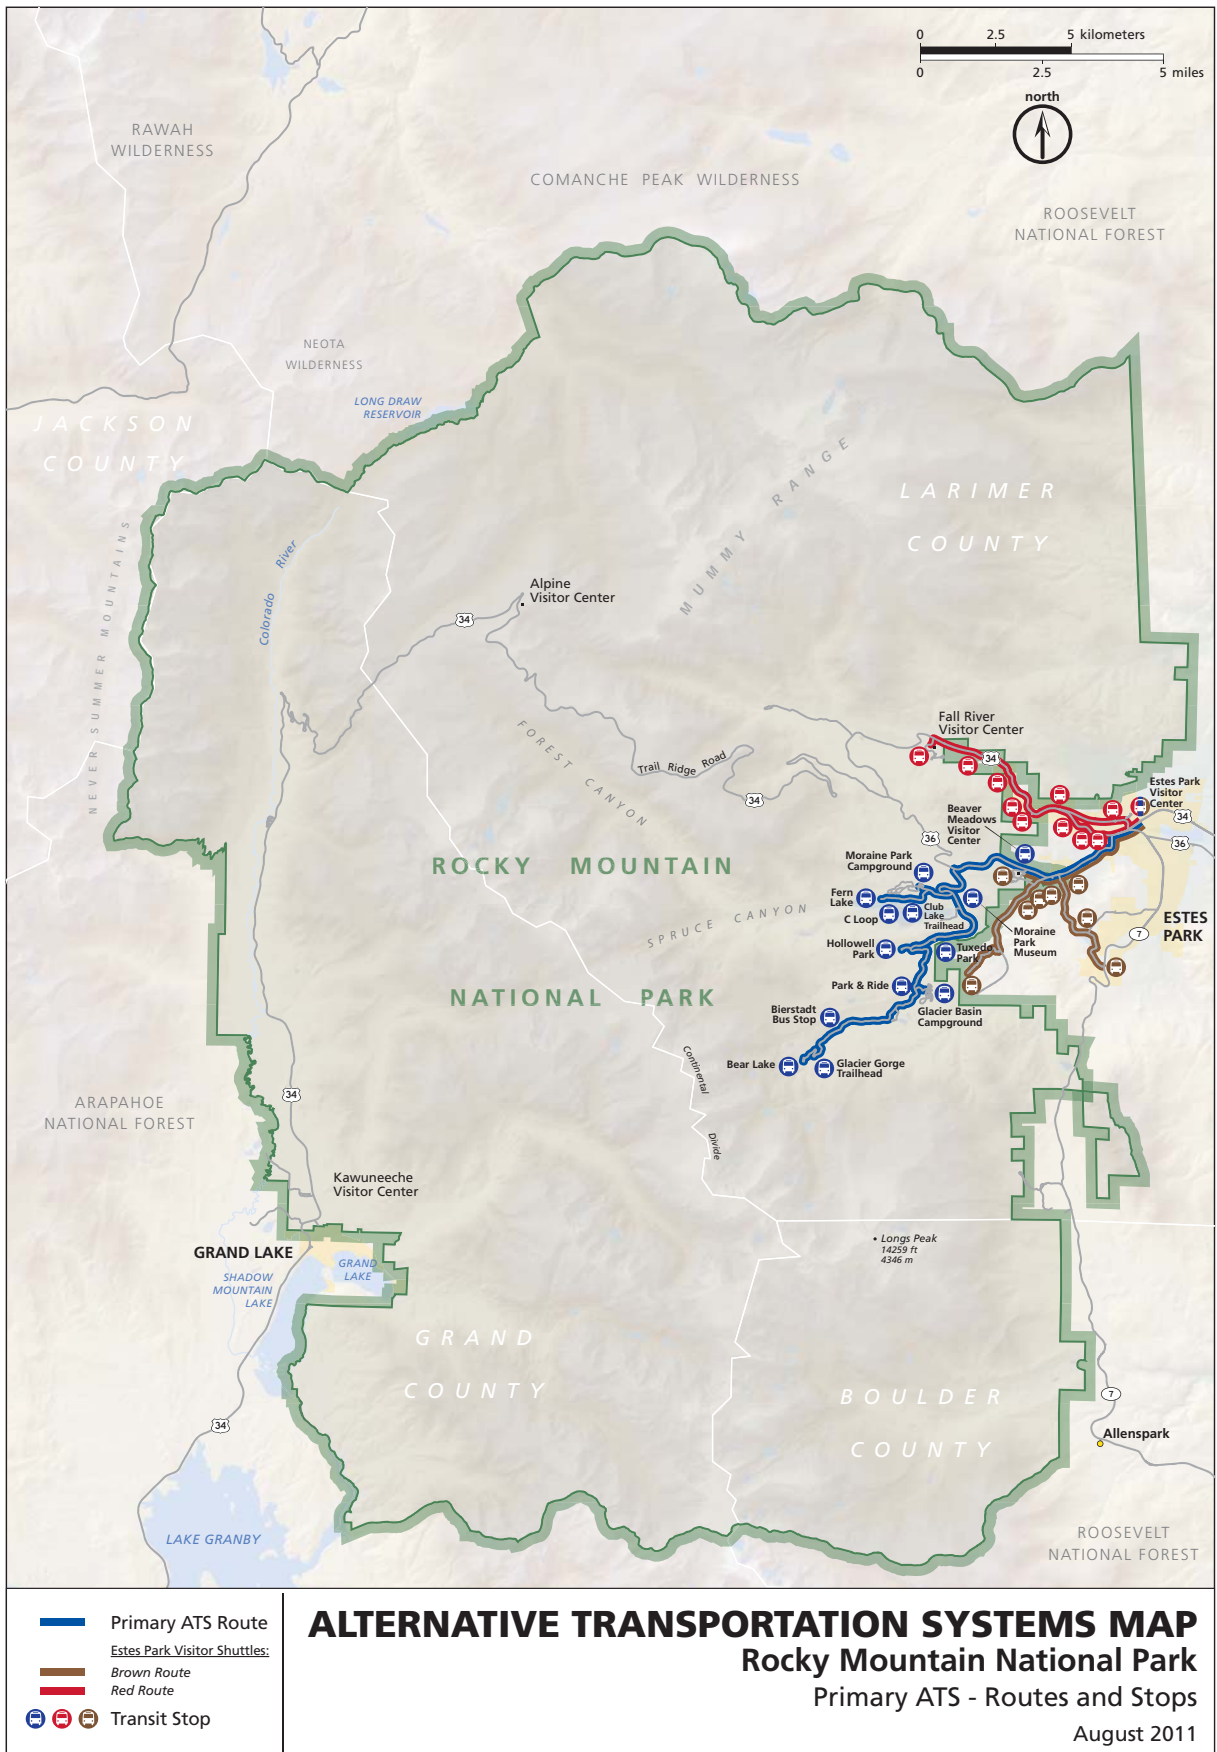 0 2.5 5 kilometers
0 2.5 5 miles
north
RAWAH
WILDERNESS
COMANCHE PEAK WILDERNESS
ROOSEVELT
NATIONAL FOREST
NEOTA
WILDERNESS
LONG DRAW
RESERVOIR
JACKSON
COUNTY
MUMMY RANGE
LARIMER
COUNTY
NEVER SUMMER MOUNTAINS
Colorado River
Alpine
Visitor Center
34
FOREST CANYON
Trail Ridge Road
34
Fall River
Visitor Center
34
Estes Park
Visitor
Center
34
36
Beaver
Meadows
Visitor
Center
36
Moraine Park
Campground
ROCKY MOUNTAIN
Fern
Lake
C Loop
Club
Lake
Trailhead
SPRUCE CANYON
ESTES
PARK
7
Moraine
Park
Museum
Hollowell
Park
Tuxedo
Park
Park & Ride
NATIONAL PARK
Glacier Basin
Campground
Bierstadt
Bus Stop
Bear Lake
Glacier Gorge
Trailhead
Continental
Divide
34
ARAPAHOE
NATIONAL FOREST
Kawuneeche
Visitor Center
GRAND LAKE
GRAND
LAKE
SHADOW
MOUNTAIN
LAKE
Longs Peak
14259 ft
4346 m
GRAND
COUNTY
BOULDER
COUNTY
7
34
Allenspark
LAKE GRANBY
ROOSEVELT
NATIONAL FOREST
Primary ATS Route
Estes Park Visitor Shuttles:
Brown Route
Red Route
Transit Stop
ALTERNATIVE TRANSPORTATION SYSTEMS MAP
Rocky Mountain National Park
Primary ATS - Routes and Stops
August 2011